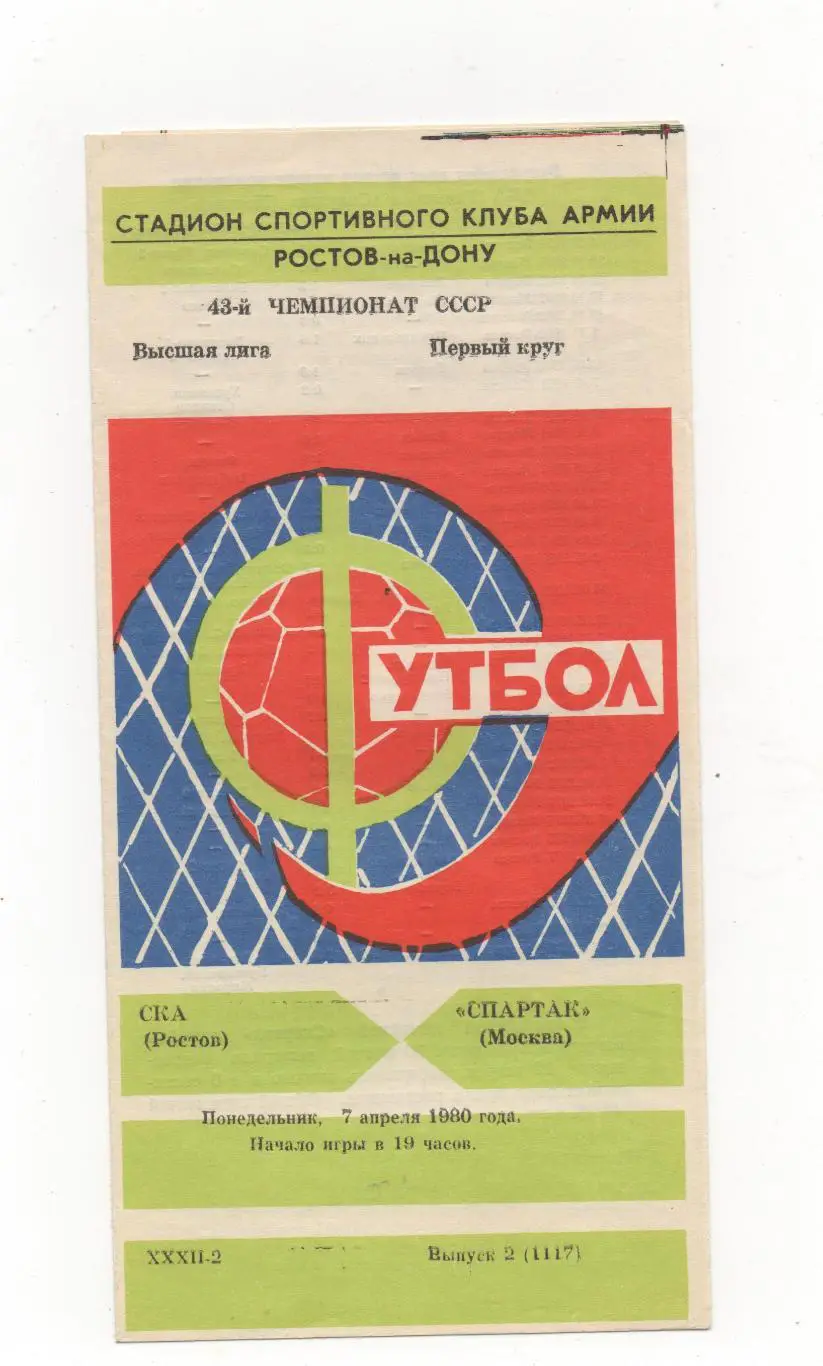 СТАДИОН СПОРТИВНОГО КЛУБА АРМИИ
РОСТОВ-на-ДОНУ
43-й ЧЕМПИОНАТ СССР
Высшая лига Первый круг
ФУТБОЛ
СКА «СПАРТАК»
(Ростов) (Москва)
Понедельник, 7 апреля 1980 года.
Начало игры в 19 часов.
XXXII-2 Выпуск 2 (1117)